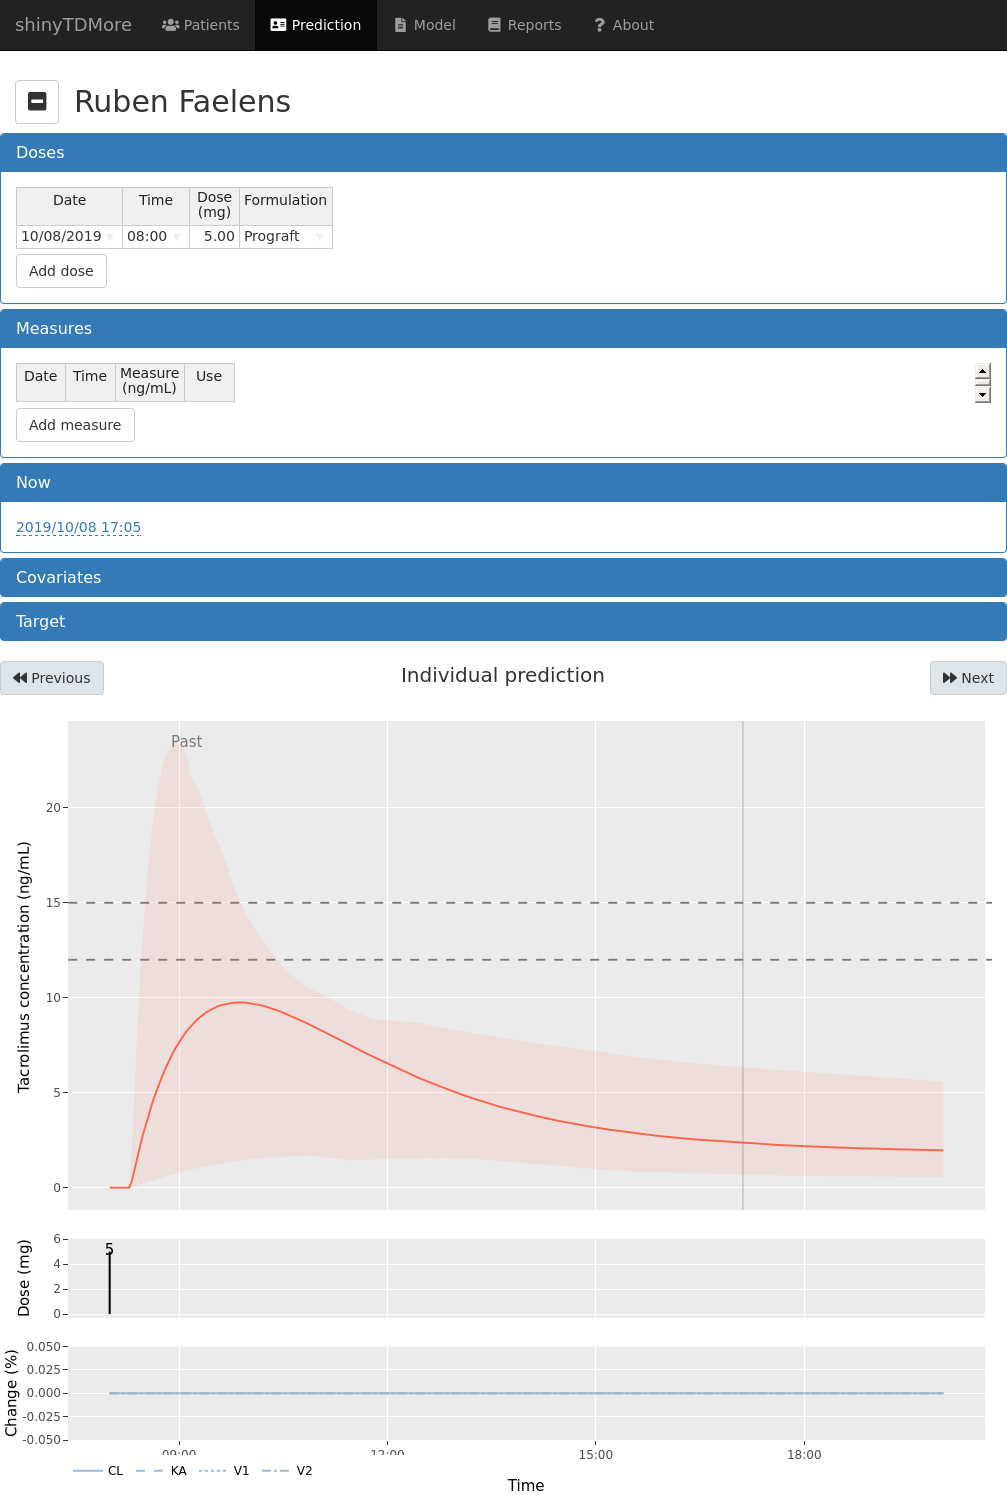 shinyTDMore Patients Prediction Model Reports About
Ruben Faelens
Doses
Date Time Dose (mg) Formulation
10/08/2019 08:00 5.00 Prograft
Add dose
Measures
Date Time Measure (ng/mL) Use
Add measure
Now
2019/10/08 17:05
Covariates
Target
Previous Individual prediction Next
Past
Tacrolimus concentration (ng/mL)
20
15
10
5
0
Dose (mg)
5
6
4
2
0
Change (%)
0.050
0.025
0.000
-0.025
-0.050
09:00 12:00 15:00 18:00
CL KA V1 V2
Time